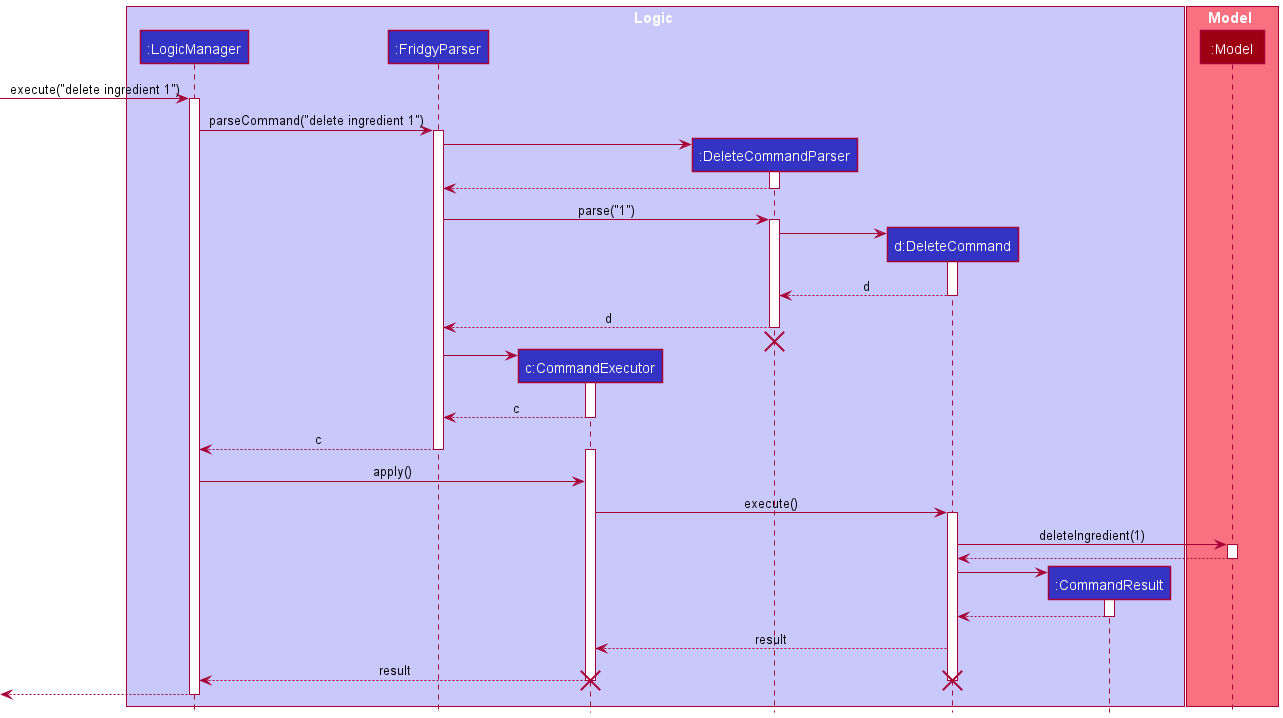 Logic
Model
:LogicManager
:FridgyParser
:Model
execute("delete ingredient 1")
parseCommand("delete ingredient 1")
:DeleteCommandParser
parse("1")
d:DeleteCommand
d
d
c:CommandExecutor
c
c
apply()
execute()
deleteIngredient(1)
:CommandResult
result
result